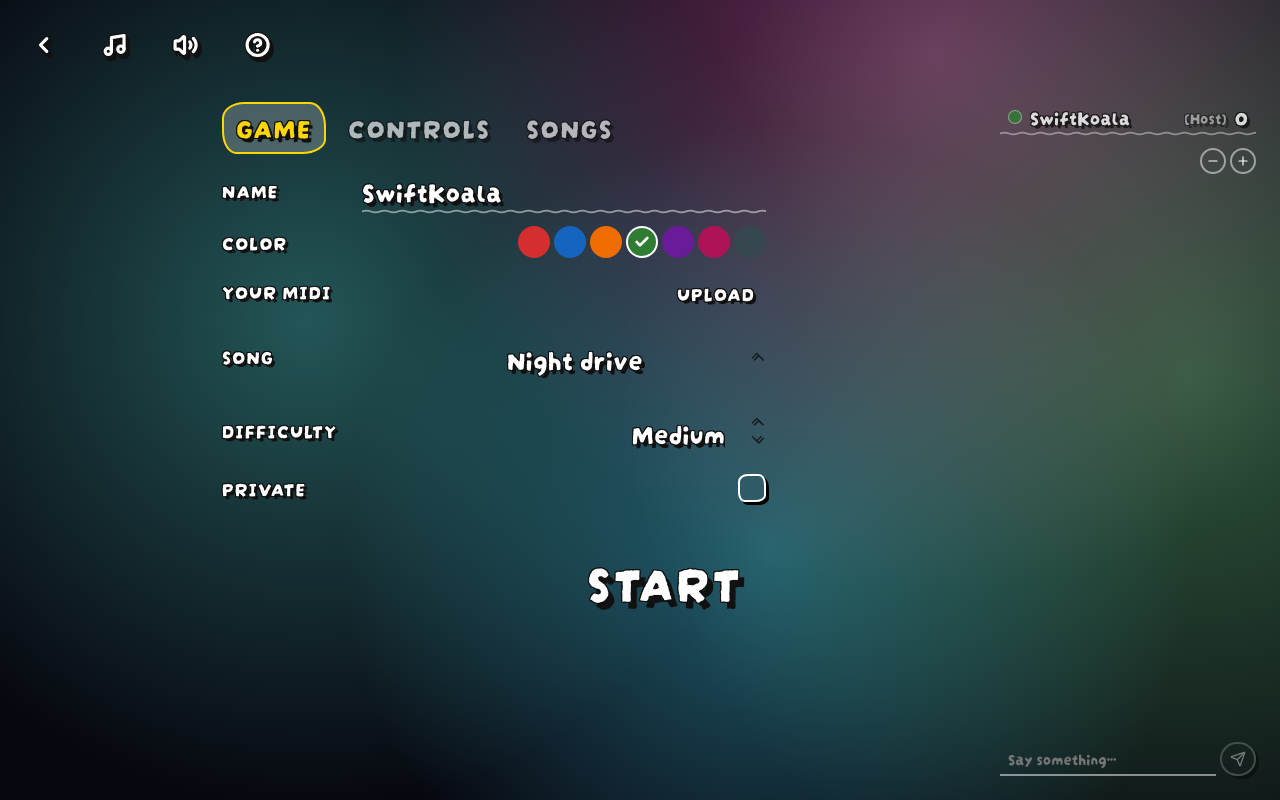 GAME CONTROLS SONGS
NAME SwiftKoala
COLOR
YOUR MIDI UPLOAD
SONG Night drive
DIFFICULTY Medium
PRIVATE
START
SwiftKoala (Host) 0
Say something...